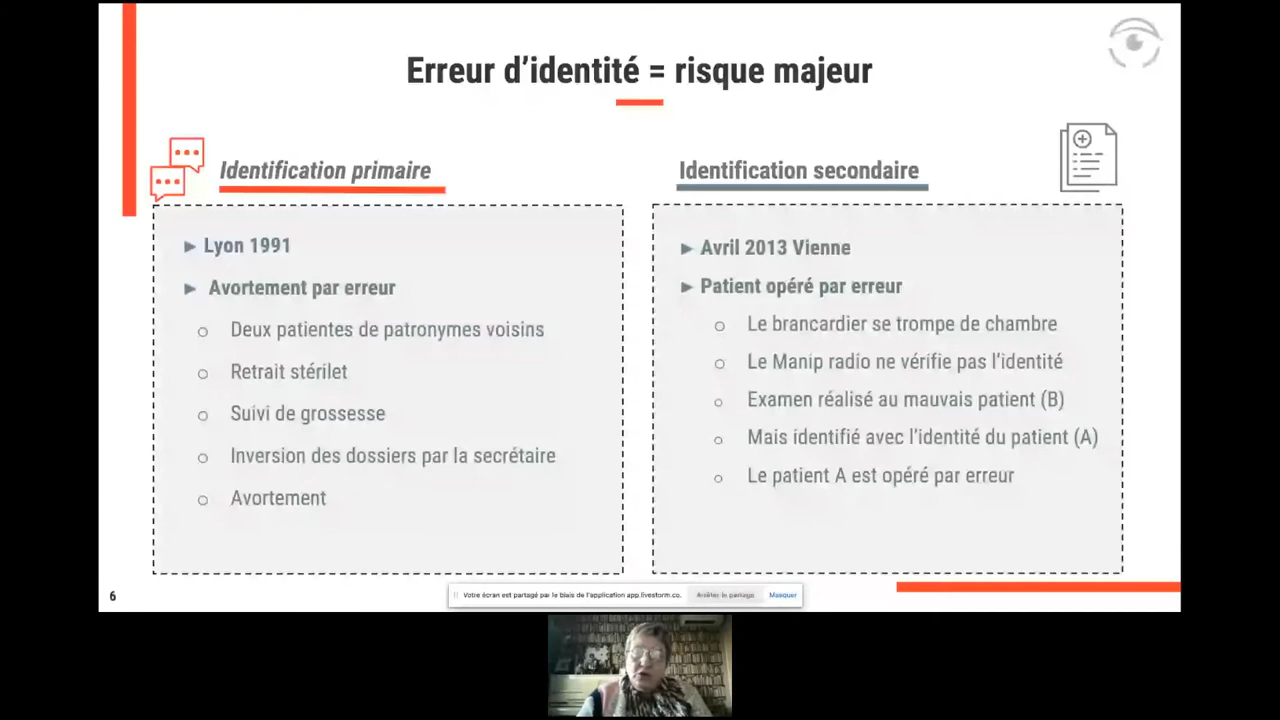 Erreur d’identité = risque majeur
Identification primaire
► Lyon 1991
► Avortement par erreur
o Deux patientes de patronymes voisins
o Retrait stérilet
o Suivi de grossesse
o Inversion des dossiers par la secrétaire
o Avortement
Identification secondaire
► Avril 2013 Vienne
► Patient opéré par erreur
o Le brancardier se trompe de chambre
o Le Manip radio ne vérifie pas l’identité
o Examen réalisé au mauvais patient (B)
o Mais identifié avec l’identité du patient (A)
o Le patient A est opéré par erreur
6
Votre écran est partagé par le biais de l'application app.livestorm.co. Arrêter le partage Masquer